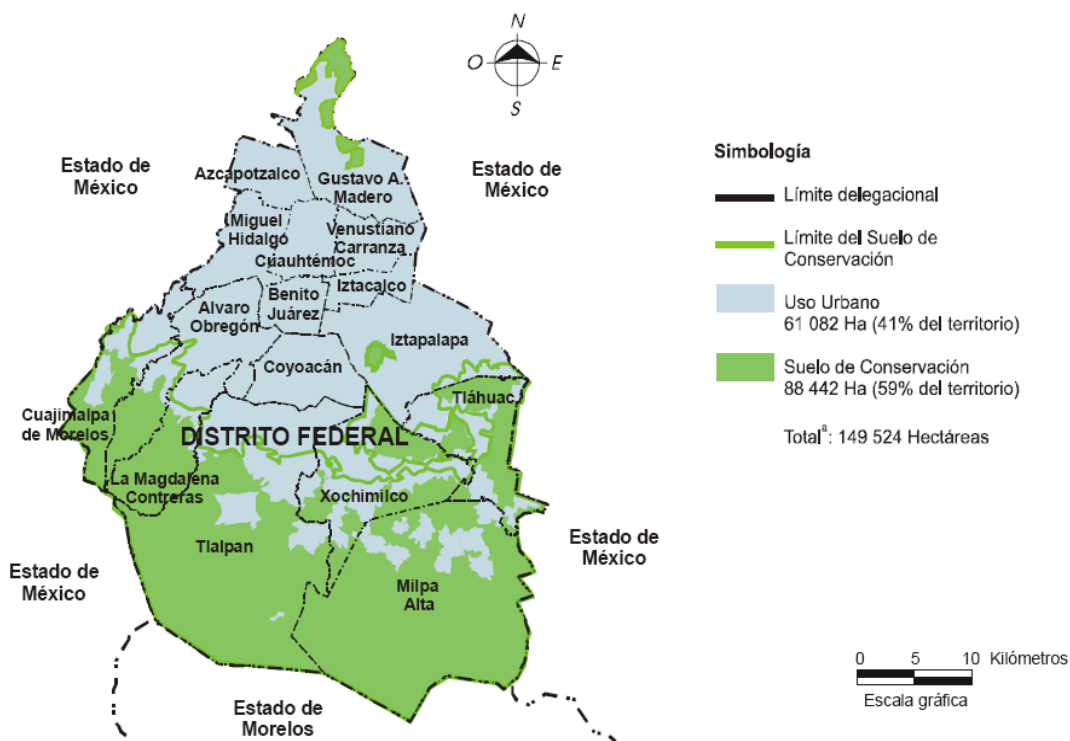 N
O
E
S
Estado de
México
Azcapotzalco
Gustavo A.
Madero
Estado de
México
Miguel
Hidalgo
Venustiano
Carranza
Cuauhtémoc
Iztacalco
Benito
Juárez
Alvaro
Obregón
Iztapalapa
Coyoacán
Tláhuac
Cuajimalpa
de Morelos
DISTRITO FEDERAL
La Magdalena
Contreras
Xochimilco
Tlalpan
Milpa
Alta
Estado de
México
Estado de
México
Estado de
Morelos
Simbología
Límite delegacional
Límite del Suelo de
Conservación
Uso Urbano
61 082 Ha (41% del territorio)
Suelo de Conservación
88 442 Ha (59% del territorio)
Totalª: 149 524 Hectáreas
0 5 10 Kilómetros
Escala gráfica